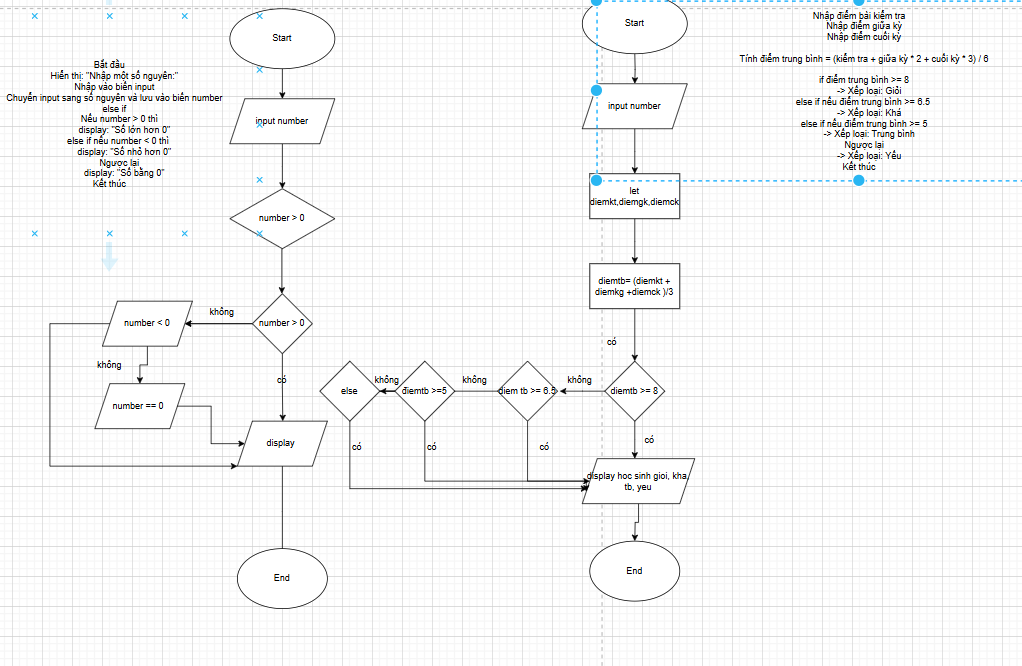 Bắt đầu
Hiển thị: "Nhập một số nguyên:"
Nhập vào biến input
Chuyển input sang số nguyên và lưu vào biến number
else if
Nếu number > 0 thì
display: "Số lớn hơn 0"
else if nếu number < 0 thì
display: "Số nhỏ hơn 0"
Ngược lại
display: "Số bằng 0"
Kết thúc
Start
input number
number > 0
number > 0
không
number < 0
không
number == 0
có
display
End
Start
input number
let
diemkt,diemgk,diemck
diemtb= (diemkt +
diemkg +diemck )/3
có
diemtb >= 8
không
diem tb >= 6.5
không
diemtb >=5
không
else
có
có
có
có
display hoc sinh gioi, kha,
tb, yeu
End
Nhập điểm bài kiểm tra
Nhập điểm giữa kỳ
Nhập điểm cuối kỳ
Tính điểm trung bình = (kiểm tra + giữa kỳ * 2 + cuối kỳ * 3) / 6
if điểm trung bình >= 8
-> Xếp loại: Giỏi
else if nếu điểm trung bình >= 6.5
-> Xếp loại: Khá
else if nếu điểm trung bình >= 5
-> Xếp loại: Trung bình
Ngược lại
-> Xếp loại: Yếu
Kết thúc